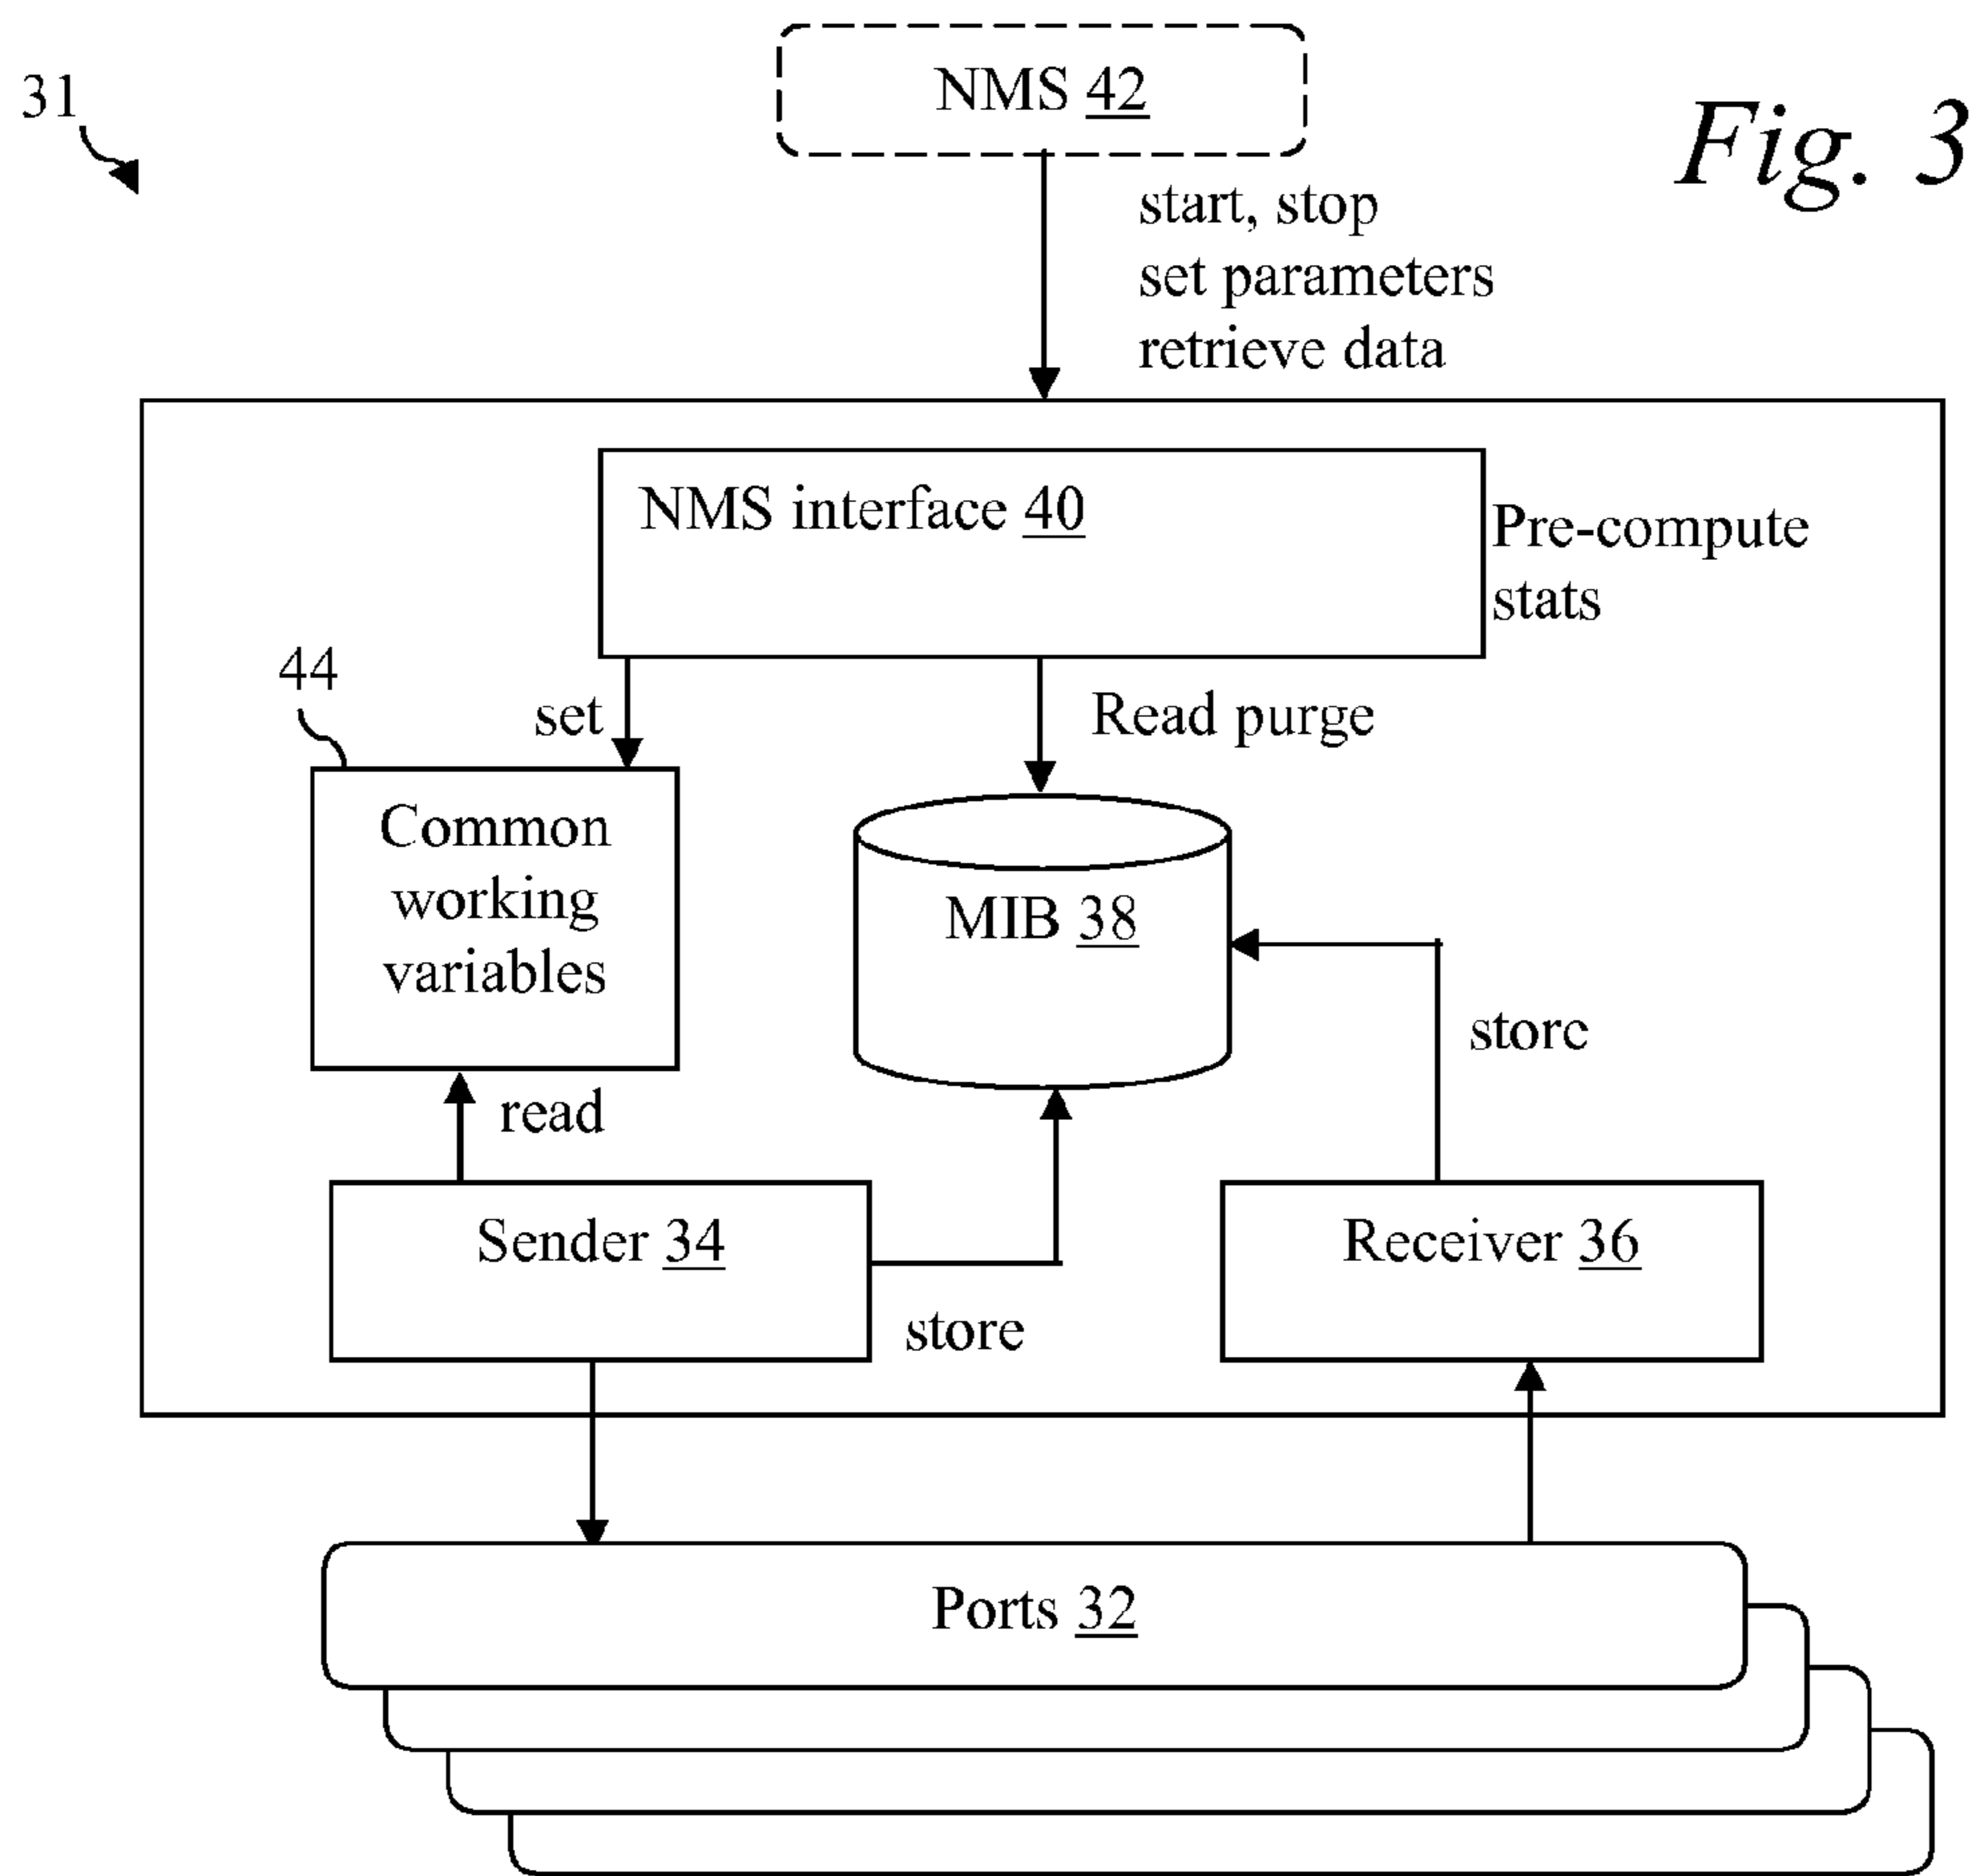 31
NMS 42
Fig. 3
start, stop
set parameters
retrieve data
NMS interface 40
Pre-compute
stats
44
set
Read purge
Common
working
variables
MIB 38
store
read
Sender 34
Receiver 36
store
Ports 32